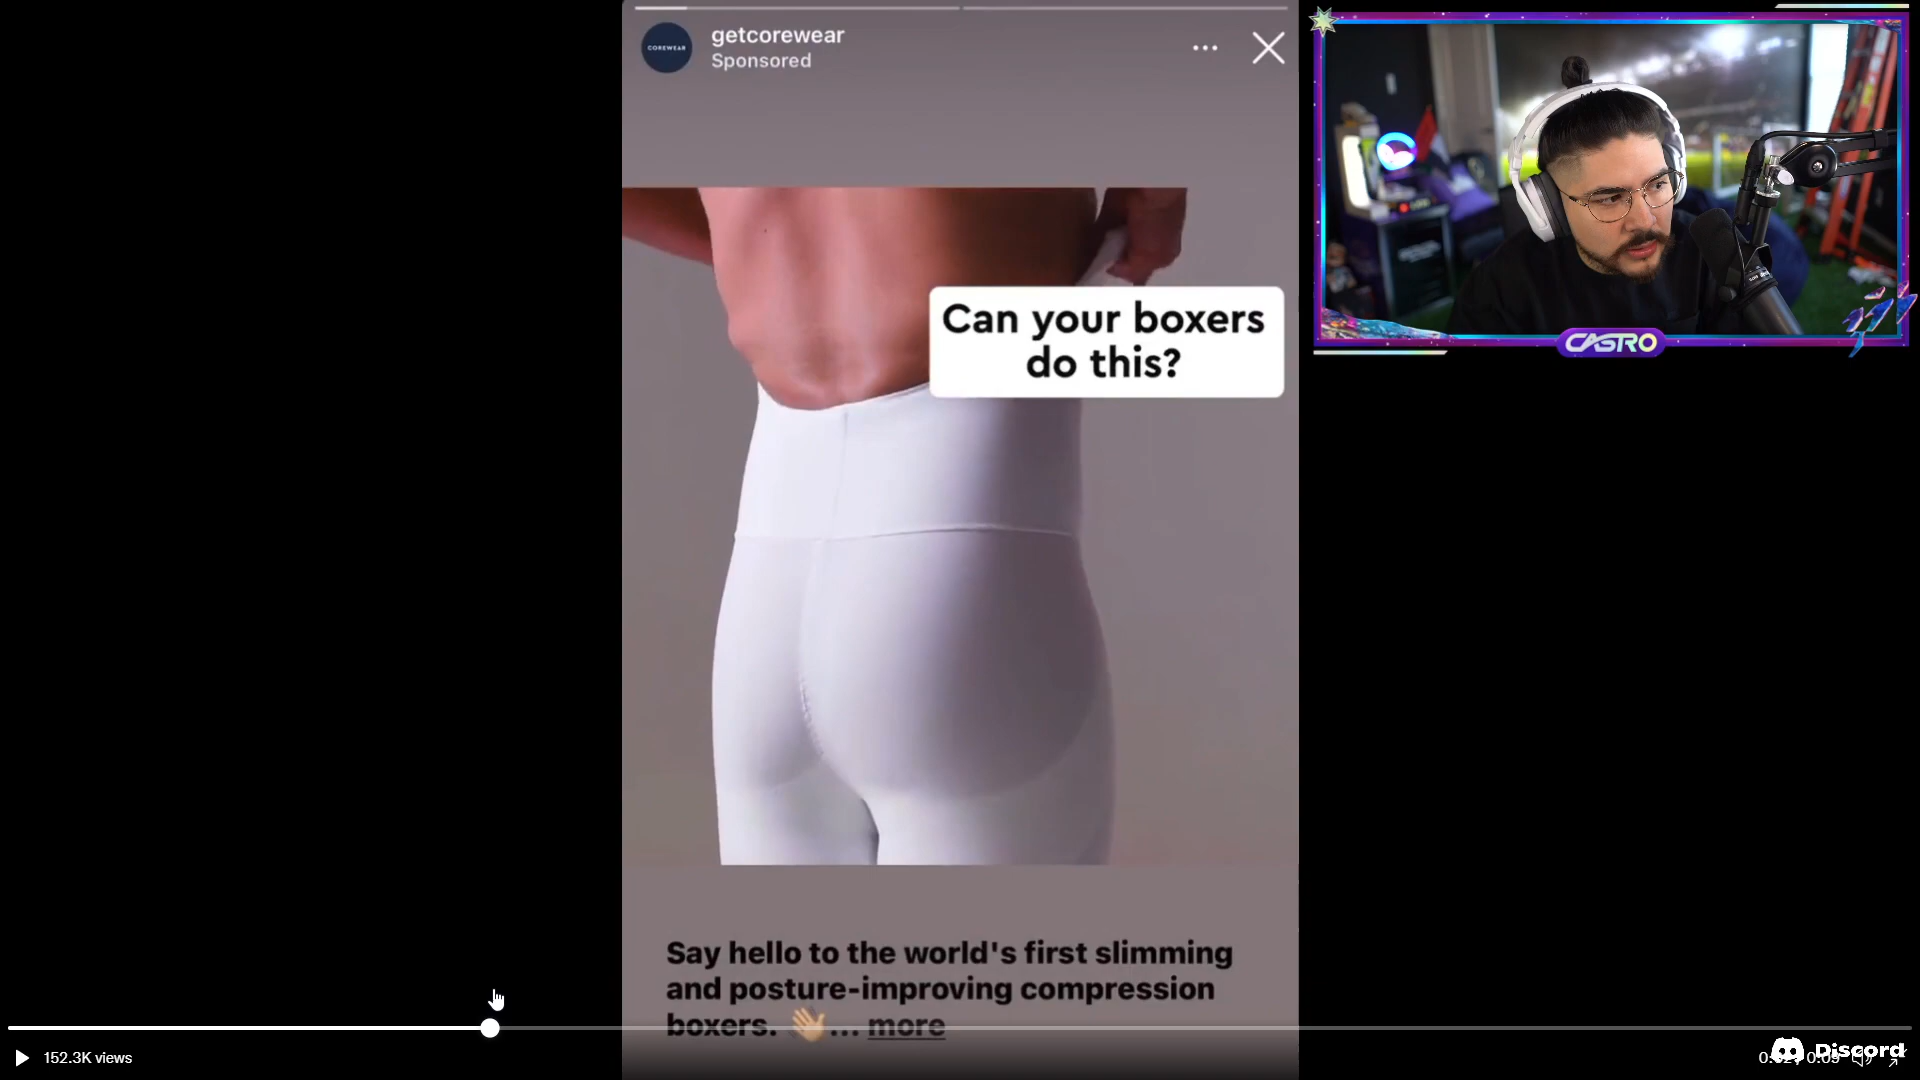 getcorewear
Sponsored
COREWEAR
Can your boxers
do this?
CASTRO
Say hello to the world's first slimming
and posture-improving compression
boxers. 👋... more
152.3K views
Discord